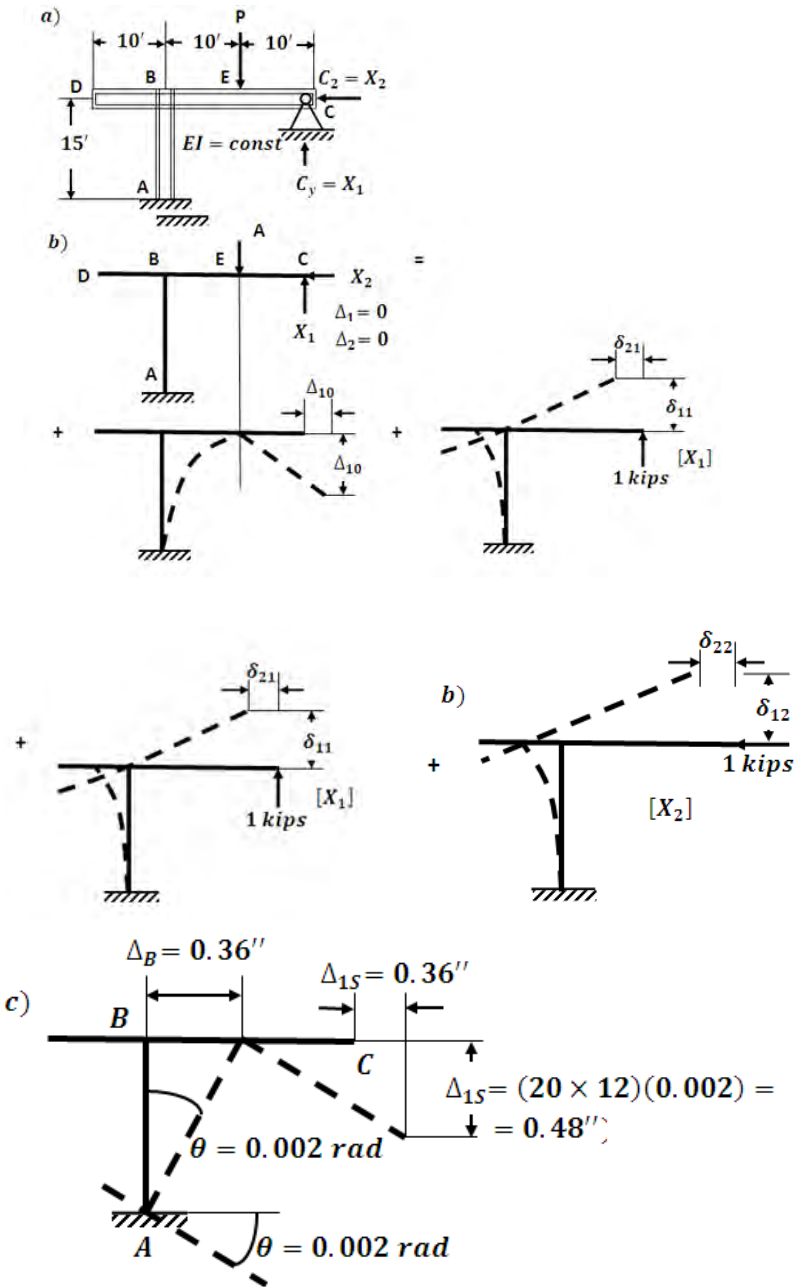 a)
P
10′ 10′ 10′
D B E C₂ = X₂
C
15′ EI = const
A C_y = X₁
b) A
D B E C X₂ =
X₁ Δ₁ = 0
Δ₂ = 0
A
δ₂₁
Δ₁₀ δ₁₁
+ + [X₁]
Δ₁₀ 1 kips
δ₂₁ δ₂₂
b) δ₁₂
+ δ₁₁ + 1 kips
[X₁] [X₂]
1 kips
Δ_B = 0.36′′ Δ₁S = 0.36′′
c)
B
C
Δ₁S = (20 × 12)(0.002) =
= 0.48′′)
θ = 0.002 rad
A θ = 0.002 rad